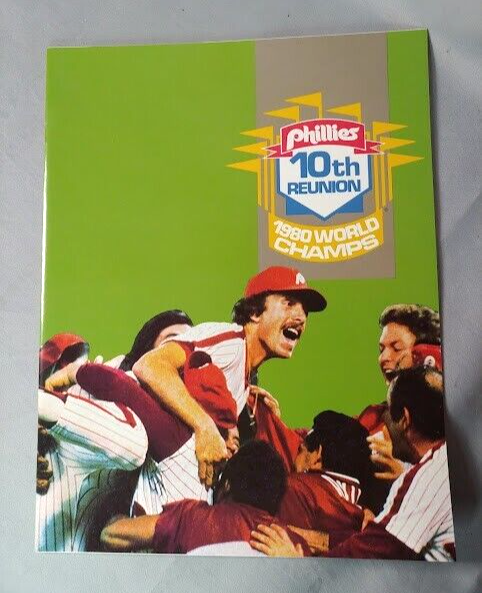 Phillies
10th
REUNION
1980 WORLD
CHAMPS
P